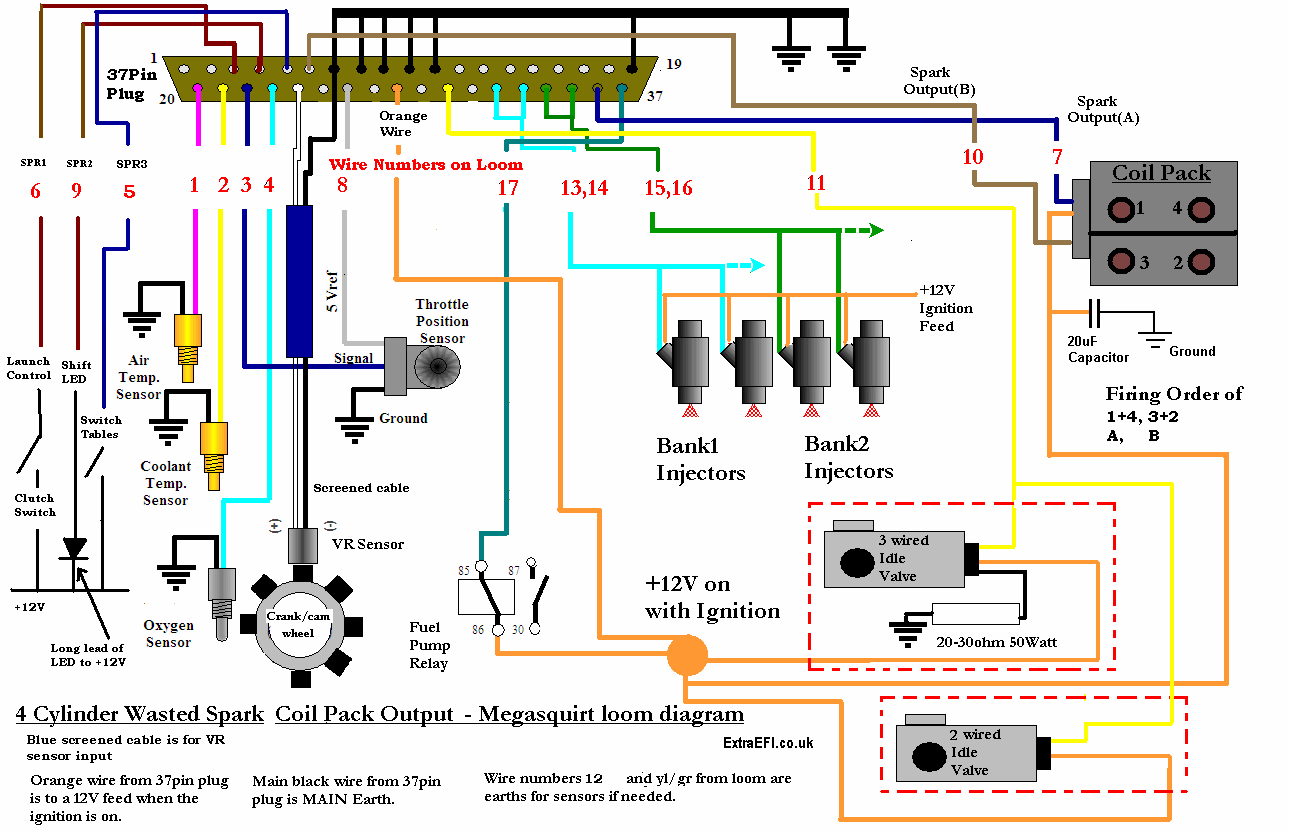 1
19
37Pin
Plug
20
37
Orange
Wire
Spark
Output(B)
Spark
Output(A)
SPR1
SPR2
SPR3
Wire Numbers on Loom
6
9
5
1
2
3
4
8
17
13,14
15,16
11
10
7
Coil Pack
1
4
3
2
5 Vref
Throttle
Position
Sensor
Signal
Ground
+12V
Ignition
Feed
20uF
Capacitor
Ground
Launch
Control
Shift
LED
Air
Temp.
Sensor
Switch
Tables
Firing Order of
1+4, 3+2
A, B
Bank1
Injectors
Bank2
Injectors
Coolant
Temp.
Sensor
Clutch
Switch
Screened cable
(+)
(-)
VR Sensor
3 wired
Idle
Valve
85
87
86
30
+12V on
with Ignition
+12V
Crank/cam
wheel
Oxygen
Sensor
Fuel
Pump
Relay
20-30ohm 50Watt
Long lead of
LED to +12V
4 Cylinder Wasted Spark Coil Pack Output - Megasquirt loom diagram
ExtraEFI.co.uk
2 wired
Idle
Valve
Blue screened cable is for VR
sensor input
Orange wire from 37pin plug
is to a 12V feed when the
ignition is on.
Main black wire from 37pin
plug is MAIN Earth.
Wire numbers 12 and yl/gr from loom are
earths for sensors if needed.